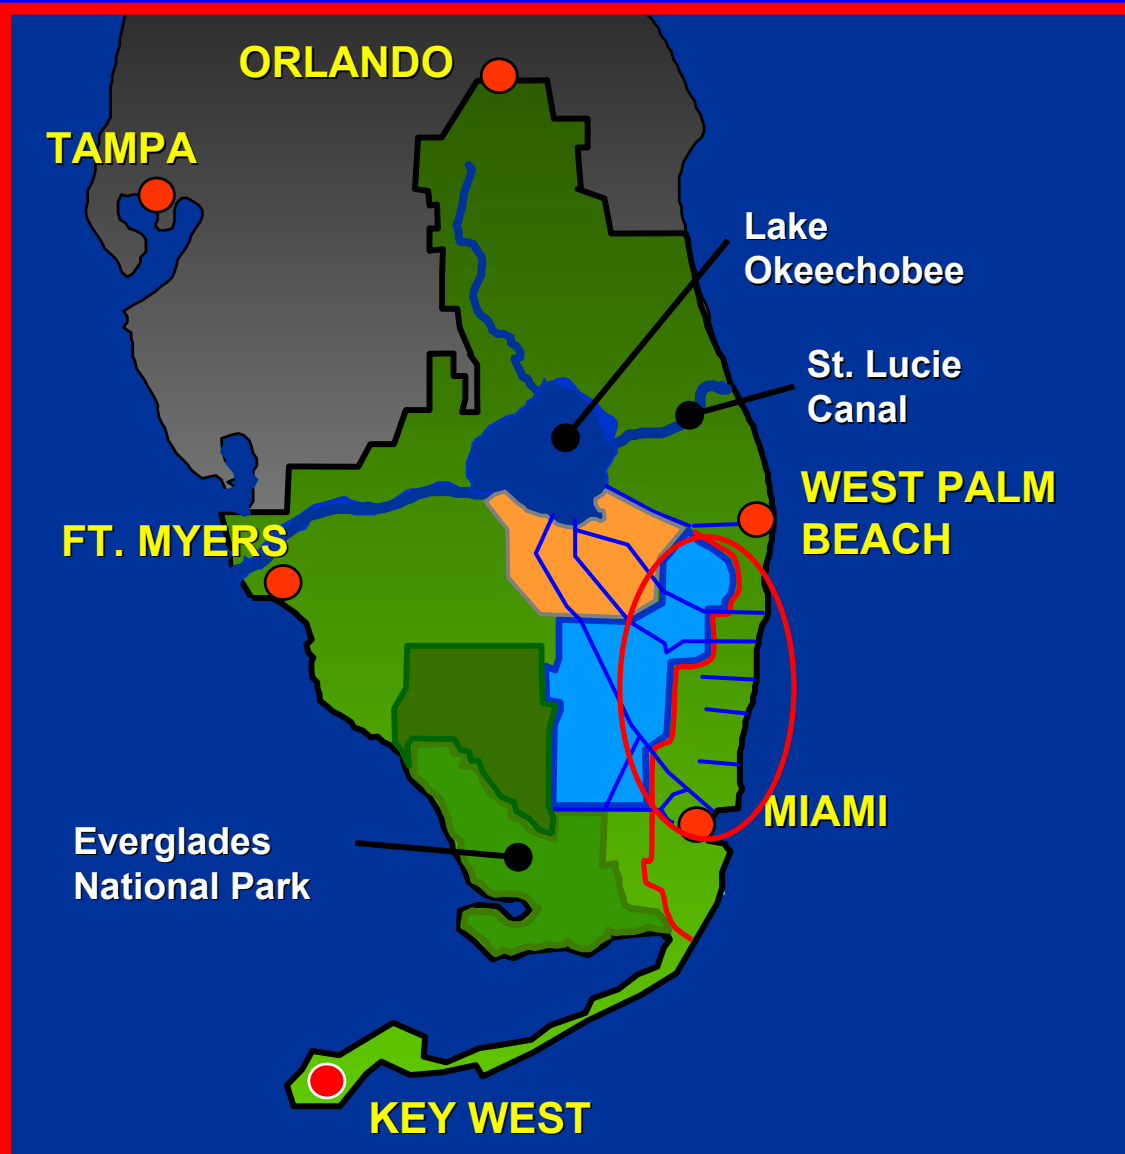 ORLANDO
TAMPA
Lake
Okeechobee
St. Lucie
Canal
WEST PALM
BEACH
FT. MYERS
MIAMI
Everglades
National Park
KEY WEST